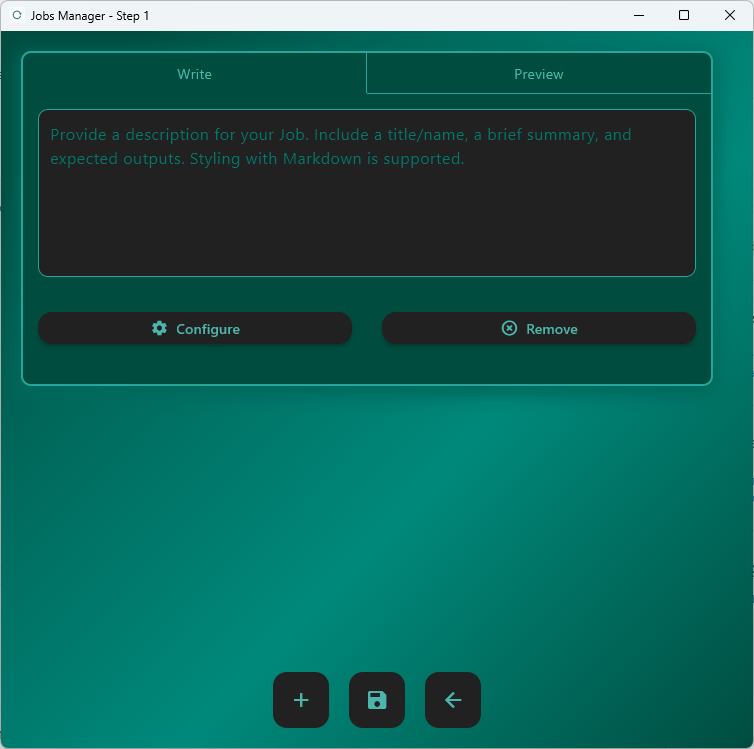 Jobs Manager - Step 1
Write
Preview
Provide a description for your Job. Include a title/name, a brief summary, and
expected outputs. Styling with Markdown is supported.
Configure
Remove